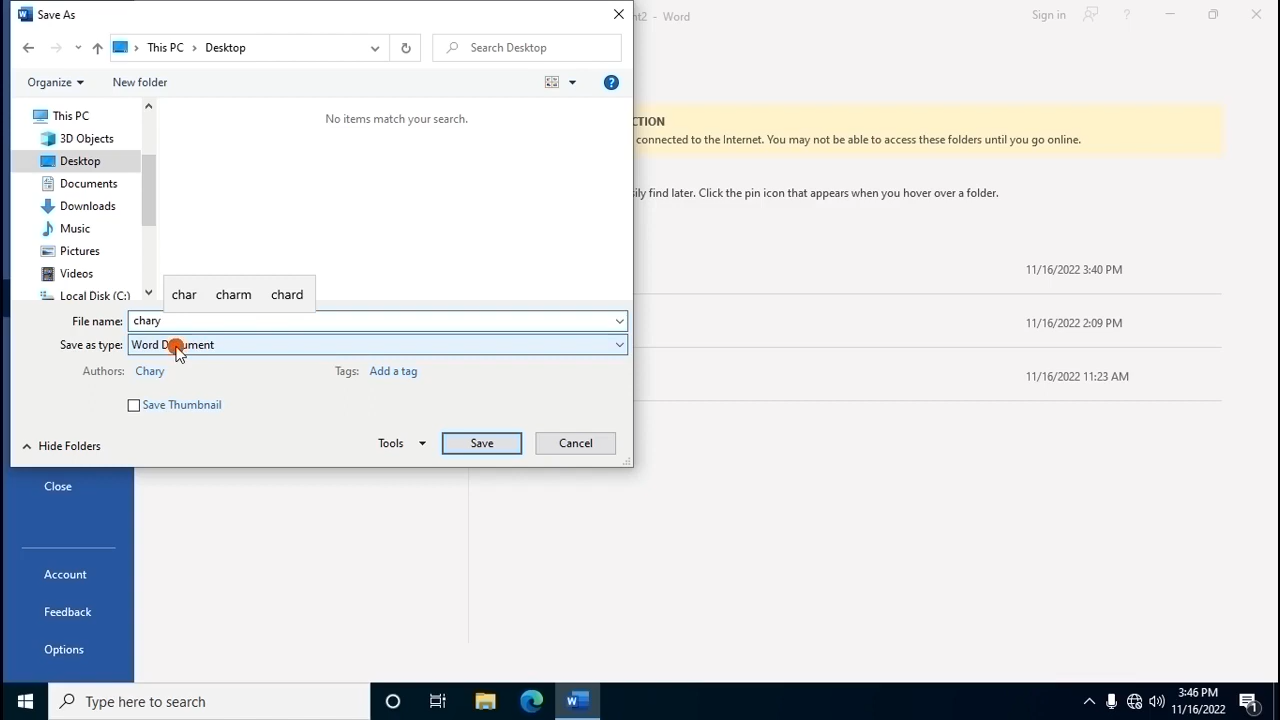 Save As
nt2 - Word
Sign in
?
This PC
Desktop
Search Desktop
Organize
New folder
?
This PC
3D Objects
Desktop
Documents
Downloads
Music
Pictures
Videos
Local Disk (C:)
No items match your search.
CTION
connected to the Internet. You may not be able to access these folders until you go online.
sily find later. Click the pin icon that appears when you hover over a folder.
11/16/2022 3:40 PM
11/16/2022 2:09 PM
11/16/2022 11:23 AM
char charm chard
File name: chary
Save as type: Word Document
Authors: Chary
Tags: Add a tag
Save Thumbnail
Hide Folders
Tools
Save
Cancel
Close
Account
Feedback
Options
Type here to search
3:46 PM
11/16/2022
1